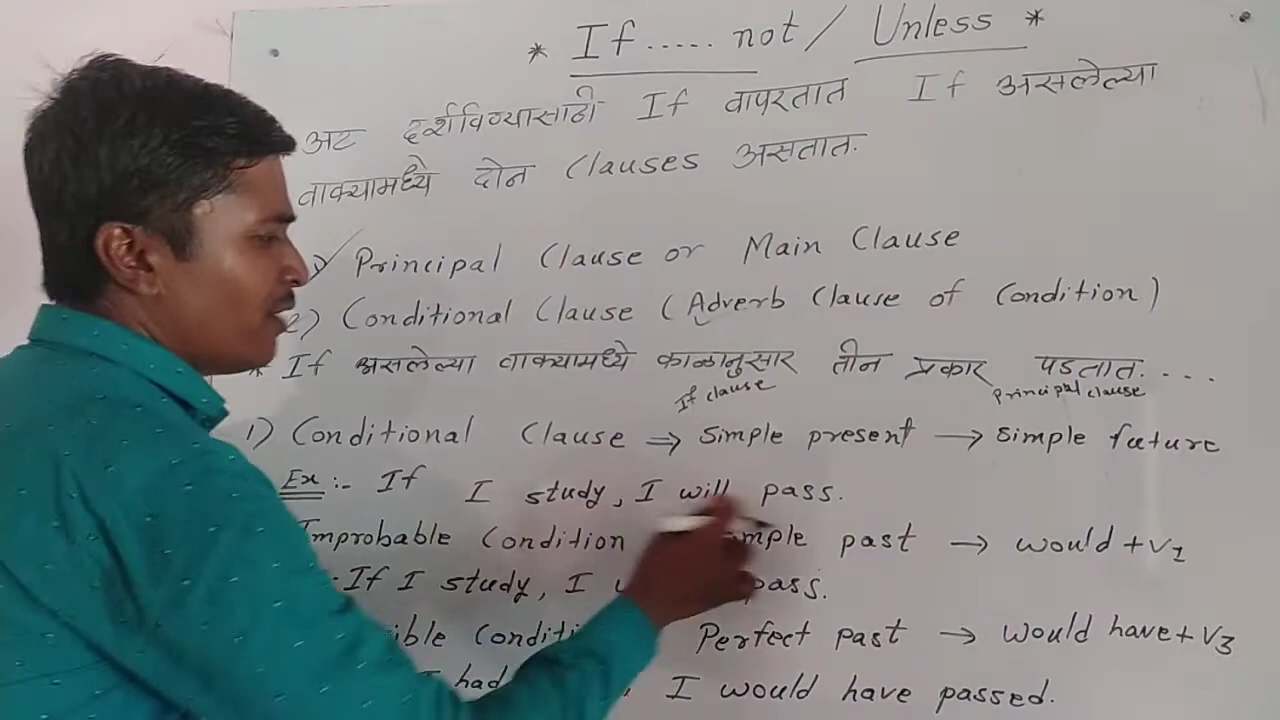 * If ..... not / Unless *
अट दर्शविण्यासाठी If वापरतात If असलेल्या
वाक्यामध्ये दोन Clauses असतात.
Principal Clause or Main Clause
2) Conditional Clause (Adverb Clause of Condition)
* If असलेल्या वाक्यामध्ये काळानुसार तीन प्रकार पडतात. ...
If clause principal clause
1) Conditional Clause ⇒ Simple present → Simple future
Ex :- If I study, I will pass.
Improbable Condition past → would + V1
If I study, I pass.
Perfect past → Would have + V3
I had I would have passed.